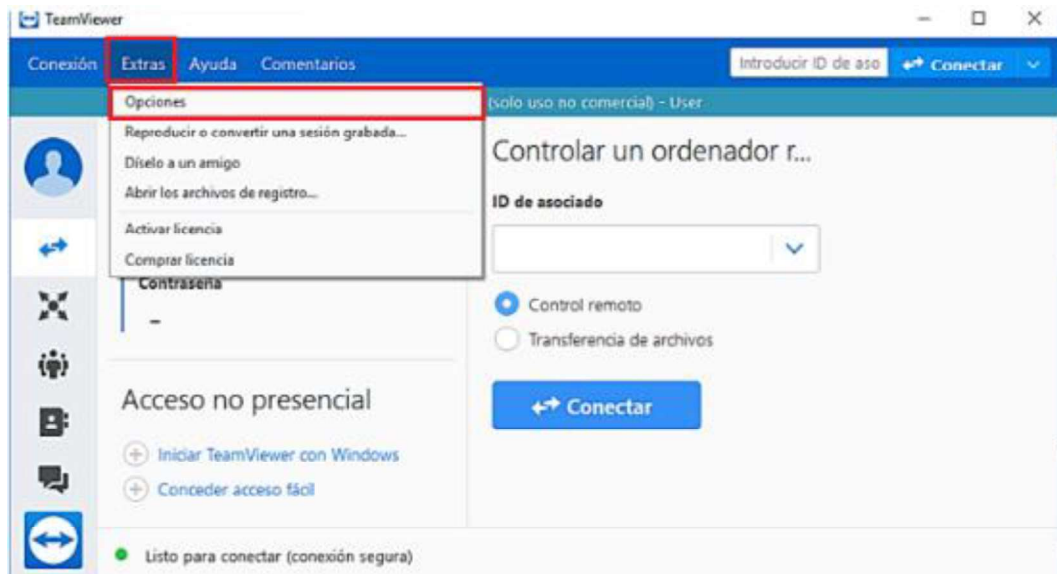 TeamViewer
Conexión Extras Ayuda Comentarios
Introducir ID de aso
Conectar
Opciones
(solo uso no comercial) - User
Reproducir o convertir una sesión grabada...
Díselo a un amigo
Abrir los archivos de registro...
Activar licencia
Comprar licencia
Contraseña
-
Acceso no presencial
Iniciar TeamViewer con Windows
Conceder acceso fácil
Controlar un ordenador r...
ID de asociado
Control remoto
Transferencia de archivos
Conectar
Listo para conectar (conexión segura)